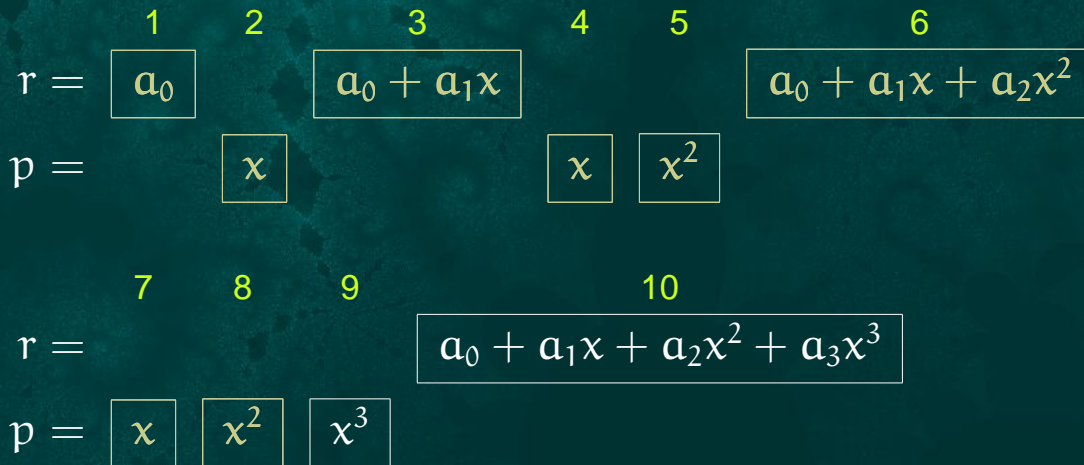 1 2 3 4 5 6
r = a₀ a₀ + a₁x a₀ + a₁x + a₂x²
p = x x x²
7 8 9 10
r = a₀ + a₁x + a₂x² + a₃x³
p = x x² x³